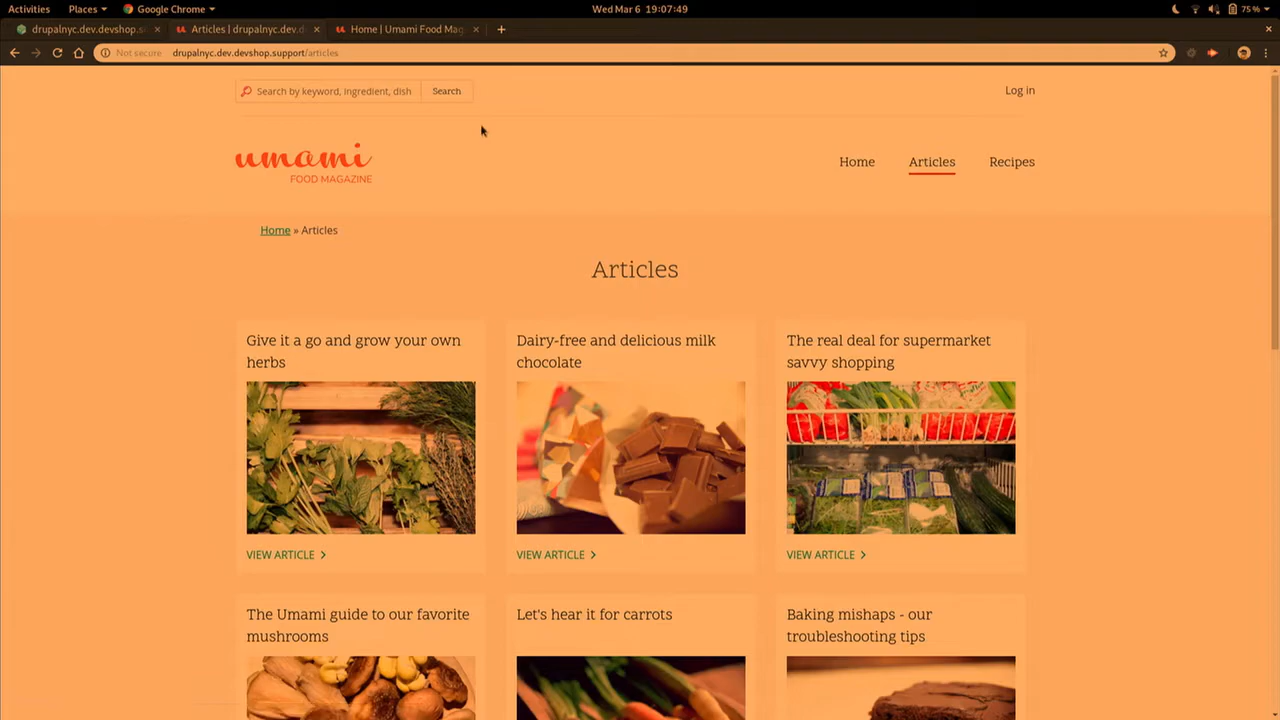 Activities Places Google Chrome Wed Mar 6 19:07:49 75%
drupalnyc.dev.devshop.s Articles | drupalnyc.dev.d Home | Umami Food Mag
Not secure drupalnyc.dev.devshop.support/articles
Search by keyword, ingredient, dish Search Log in
umami
FOOD MAGAZINE
Home Articles Recipes
Home » Articles
Articles
Give it a go and grow your own
herbs
Dairy-free and delicious milk
chocolate
The real deal for supermarket
savvy shopping
VIEW ARTICLE VIEW ARTICLE VIEW ARTICLE
The Umami guide to our favorite
mushrooms
Let's hear it for carrots
Baking mishaps - our
troubleshooting tips